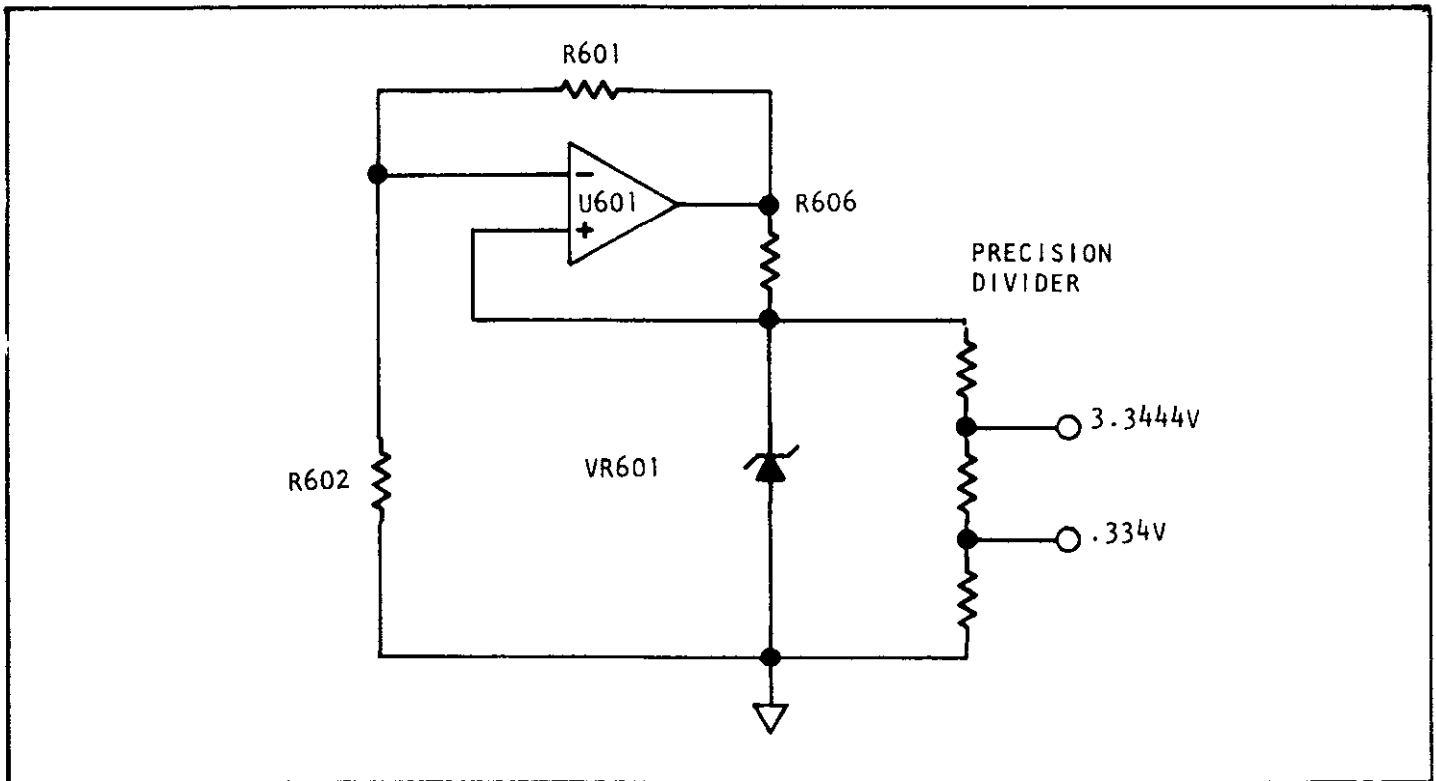 R601
−
U601
+
R606
PRECISION
DIVIDER
3.3444V
VR601
R602
.334V